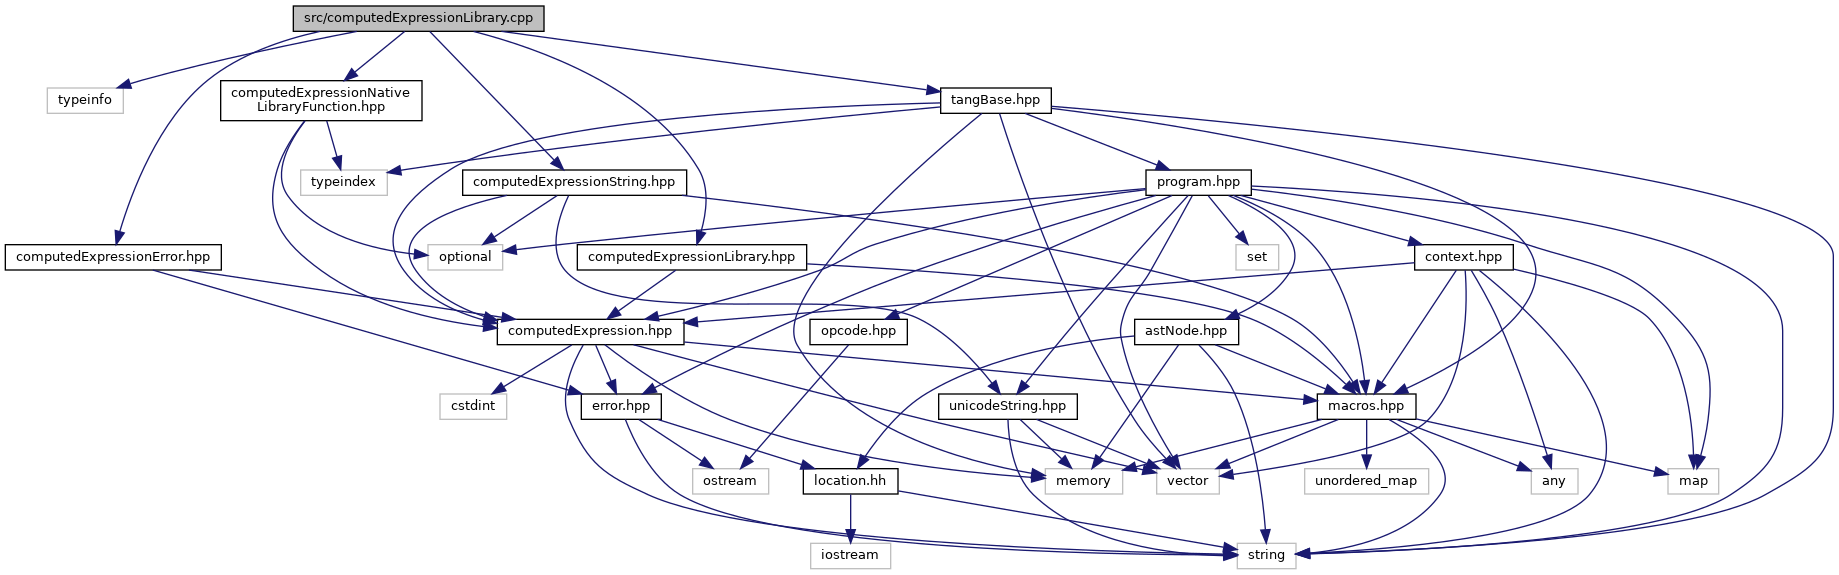 src/computedExpressionLibrary.cpp
typeinfo
computedExpressionNative
LibraryFunction.hpp
tangBase.hpp
typeindex
computedExpressionString.hpp
program.hpp
computedExpressionError.hpp
optional
computedExpressionLibrary.hpp
set
context.hpp
computedExpression.hpp
opcode.hpp
astNode.hpp
cstdint
error.hpp
unicodeString.hpp
macros.hpp
ostream
location.hh
memory
vector
unordered_map
any
map
iostream
string